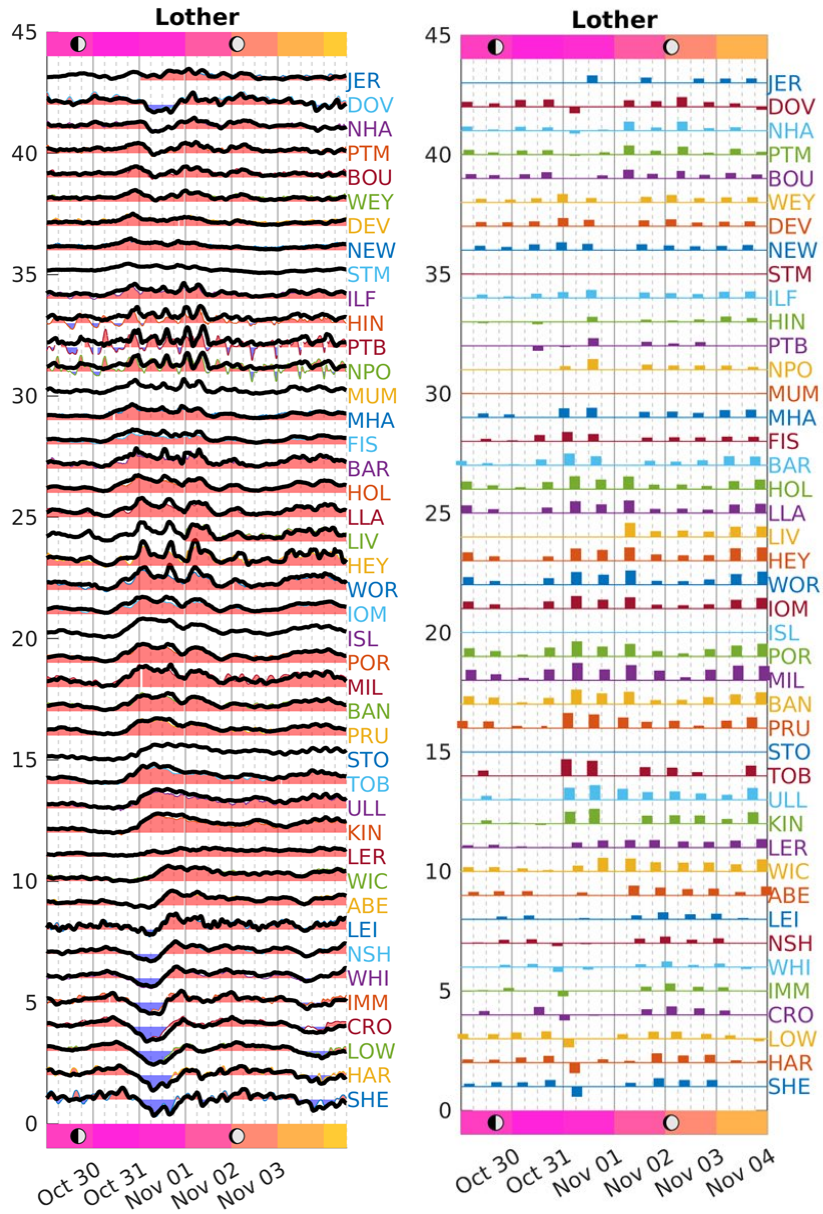 Lother
45
40
35
30
25
20
15
10
5
0
JER
DOV
NHA
PTM
BOU
WEY
DEV
NEW
STM
ILF
HIN
PTB
NPO
MUM
MHA
FIS
BAR
HOL
LLA
LIV
HEY
WOR
IOM
ISL
POR
MIL
BAN
PRU
STO
TOB
ULL
KIN
LER
WIC
ABE
LEI
NSH
WHI
IMM
CRO
LOW
HAR
SHE
Oct 30
Oct 31
Nov 01
Nov 02
Nov 03
Lother
45
40
35
30
25
20
15
10
5
0
JER
DOV
NHA
PTM
BOU
WEY
DEV
NEW
STM
ILF
HIN
PTB
NPO
MUM
MHA
FIS
BAR
HOL
LLA
LIV
HEY
WOR
IOM
ISL
POR
MIL
BAN
PRU
STO
TOB
ULL
KIN
LER
WIC
ABE
LEI
NSH
WHI
IMM
CRO
LOW
HAR
SHE
Oct 30
Oct 31
Nov 01
Nov 02
Nov 03
Nov 04